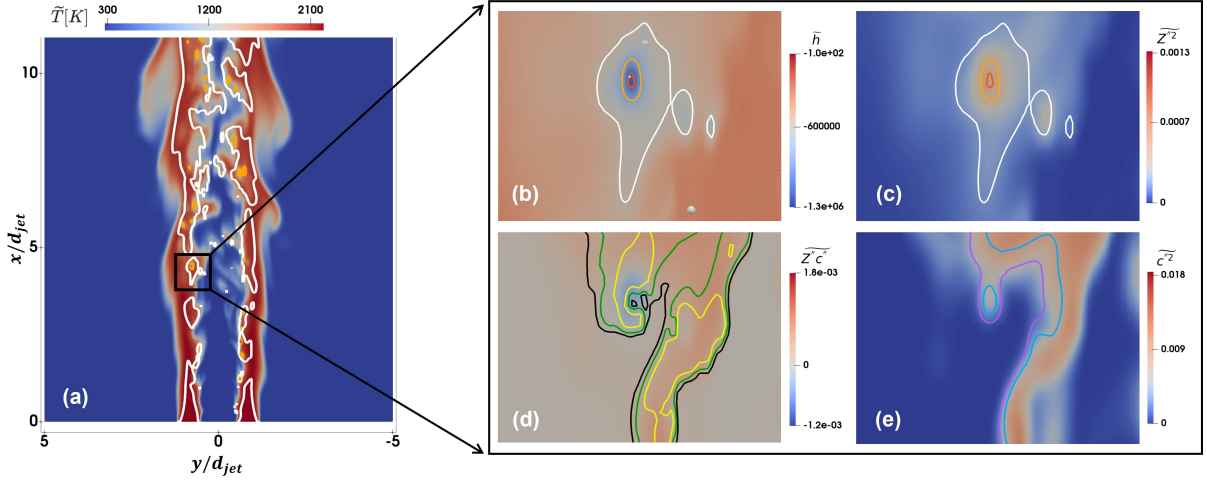 T̃[K]
300 1200 2100
10
5
0
x/d_jet
5 0 -5
y/d_jet
(a)
(b)
h̃
-1.0e+02
-600000
-1.3e+06
(c)
Z̃"²
0.0013
0.0007
0
(d)
Z̃"c"
1.8e-03
0
-1.2e-03
(e)
c̃"²
0.018
0.009
0